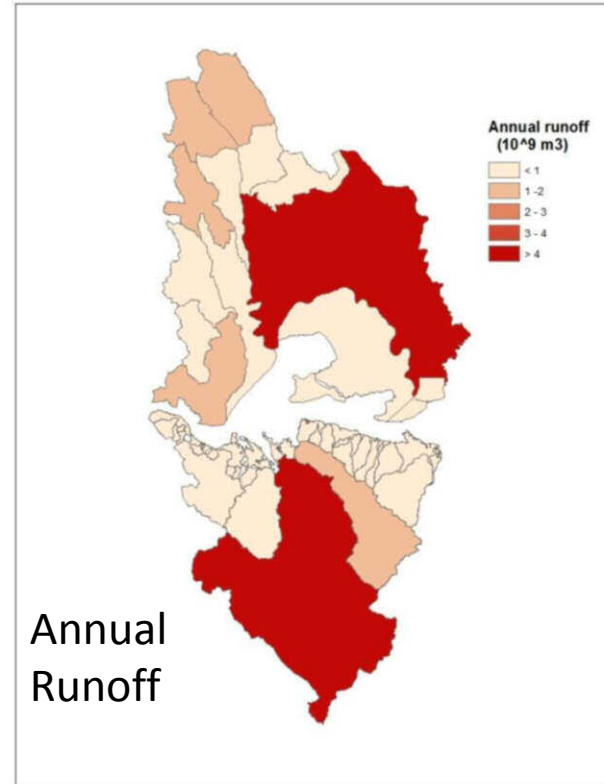 Annual runoff
(10^9 m3)
< 1
1 -2
2 - 3
3 - 4
> 4
Annual
Runoff